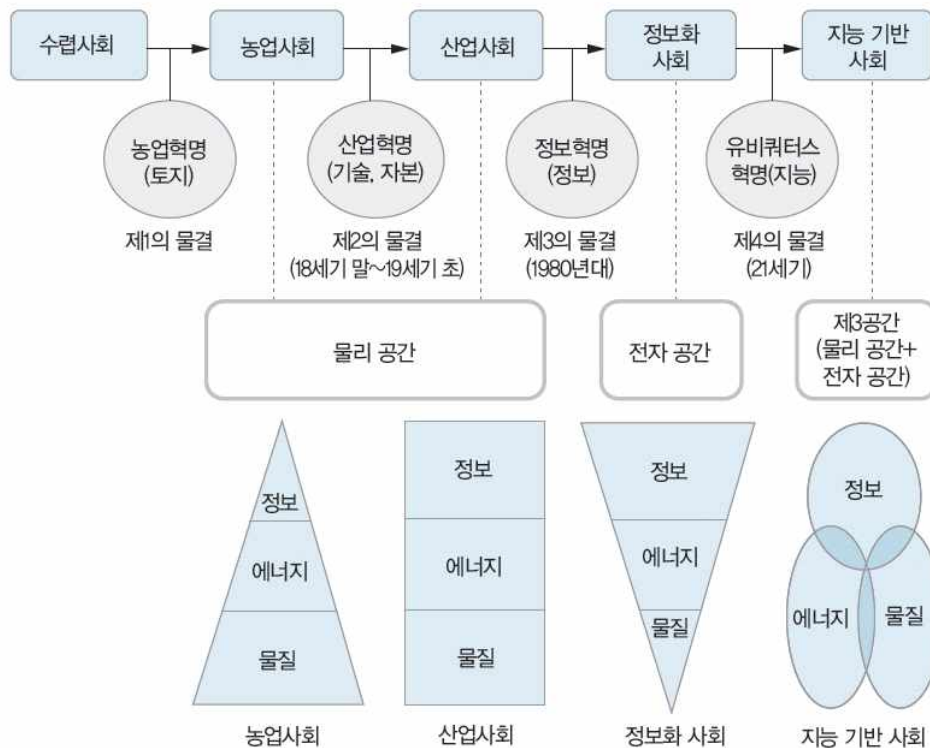 수렵사회
농업사회
산업사회
정보화
사회
지능 기반
사회
농업혁명
(토지)
산업혁명
(기술, 자본)
정보혁명
(정보)
유비쿼터스
혁명(지능)
제1의 물결
제2의 물결
(18세기 말~19세기 초)
제3의 물결
(1980년대)
제4의 물결
(21세기)
물리 공간
전자 공간
제3공간
(물리 공간+
전자 공간)
정보
에너지
물질
농업사회
정보
에너지
물질
산업사회
정보
에너지
물질
정보화 사회
정보
에너지
물질
지능 기반 사회